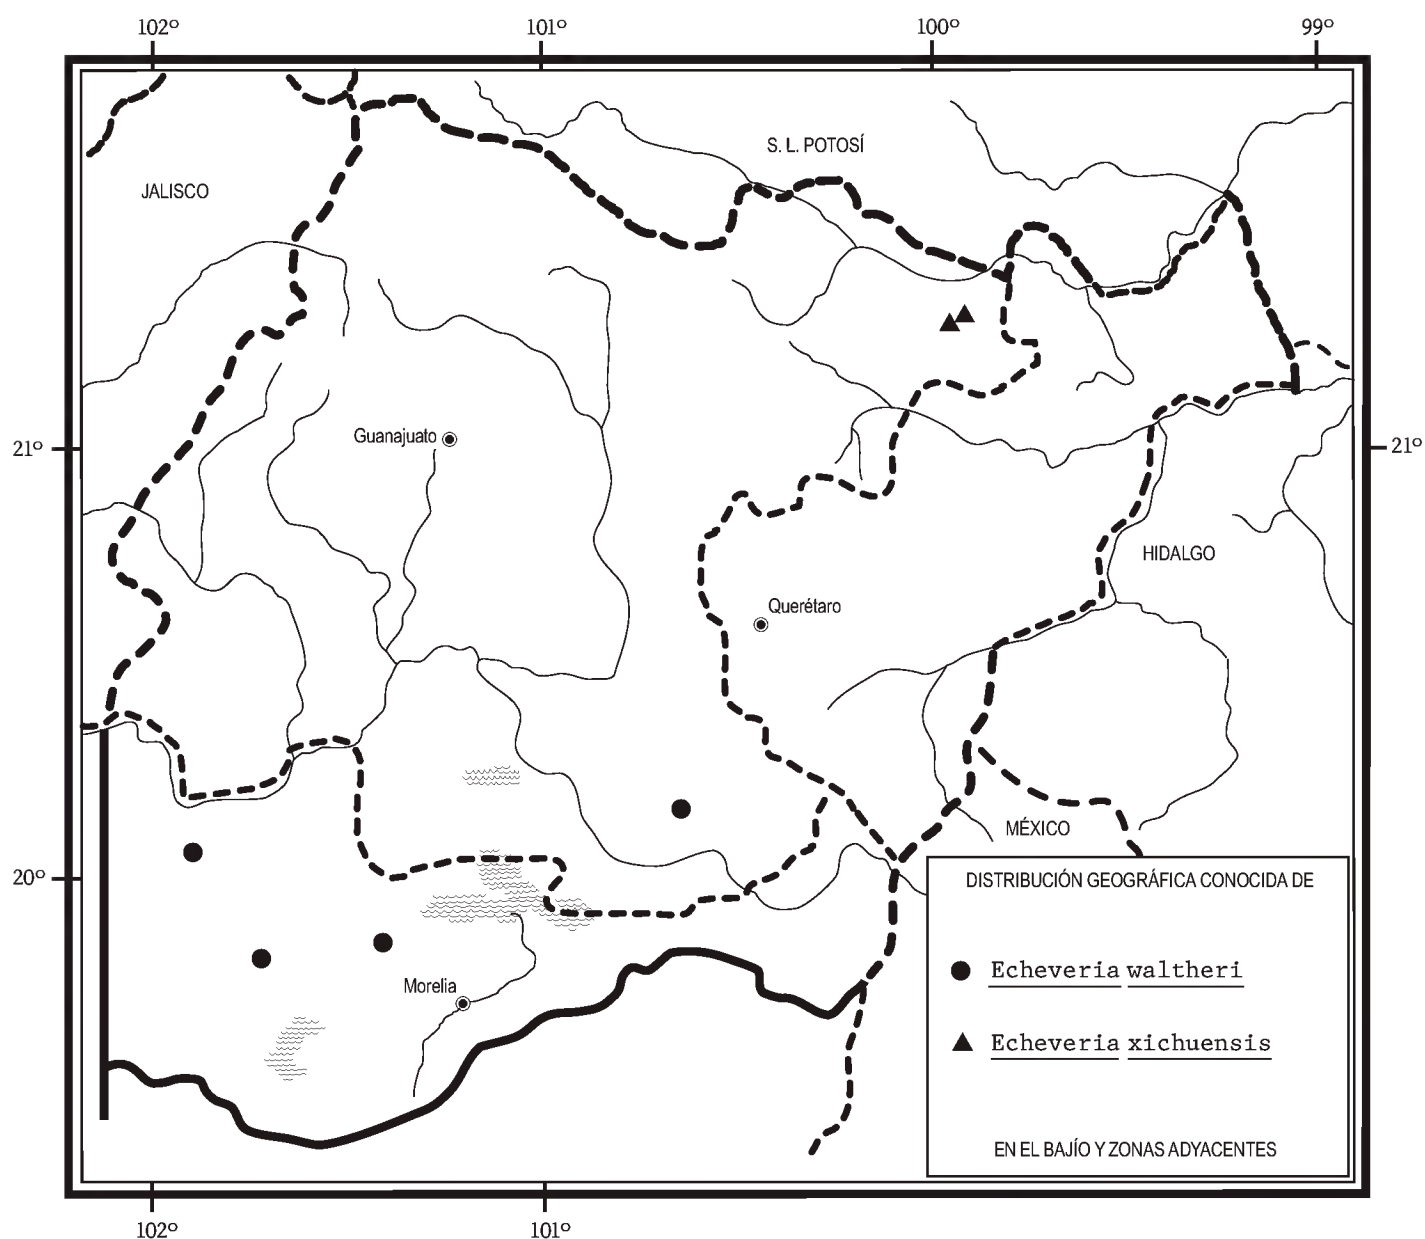 102° 101° 100° 99°
S. L. POTOSÍ
JALISCO
Guanajuato
21° 21°
HIDALGO
Querétaro
MÉXICO
20°
DISTRIBUCIÓN GEOGRÁFICA CONOCIDA DE
Echeveria waltheri
Morelia
Echeveria xichuensis
EN EL BAJÍO Y ZONAS ADYACENTES
102° 101°